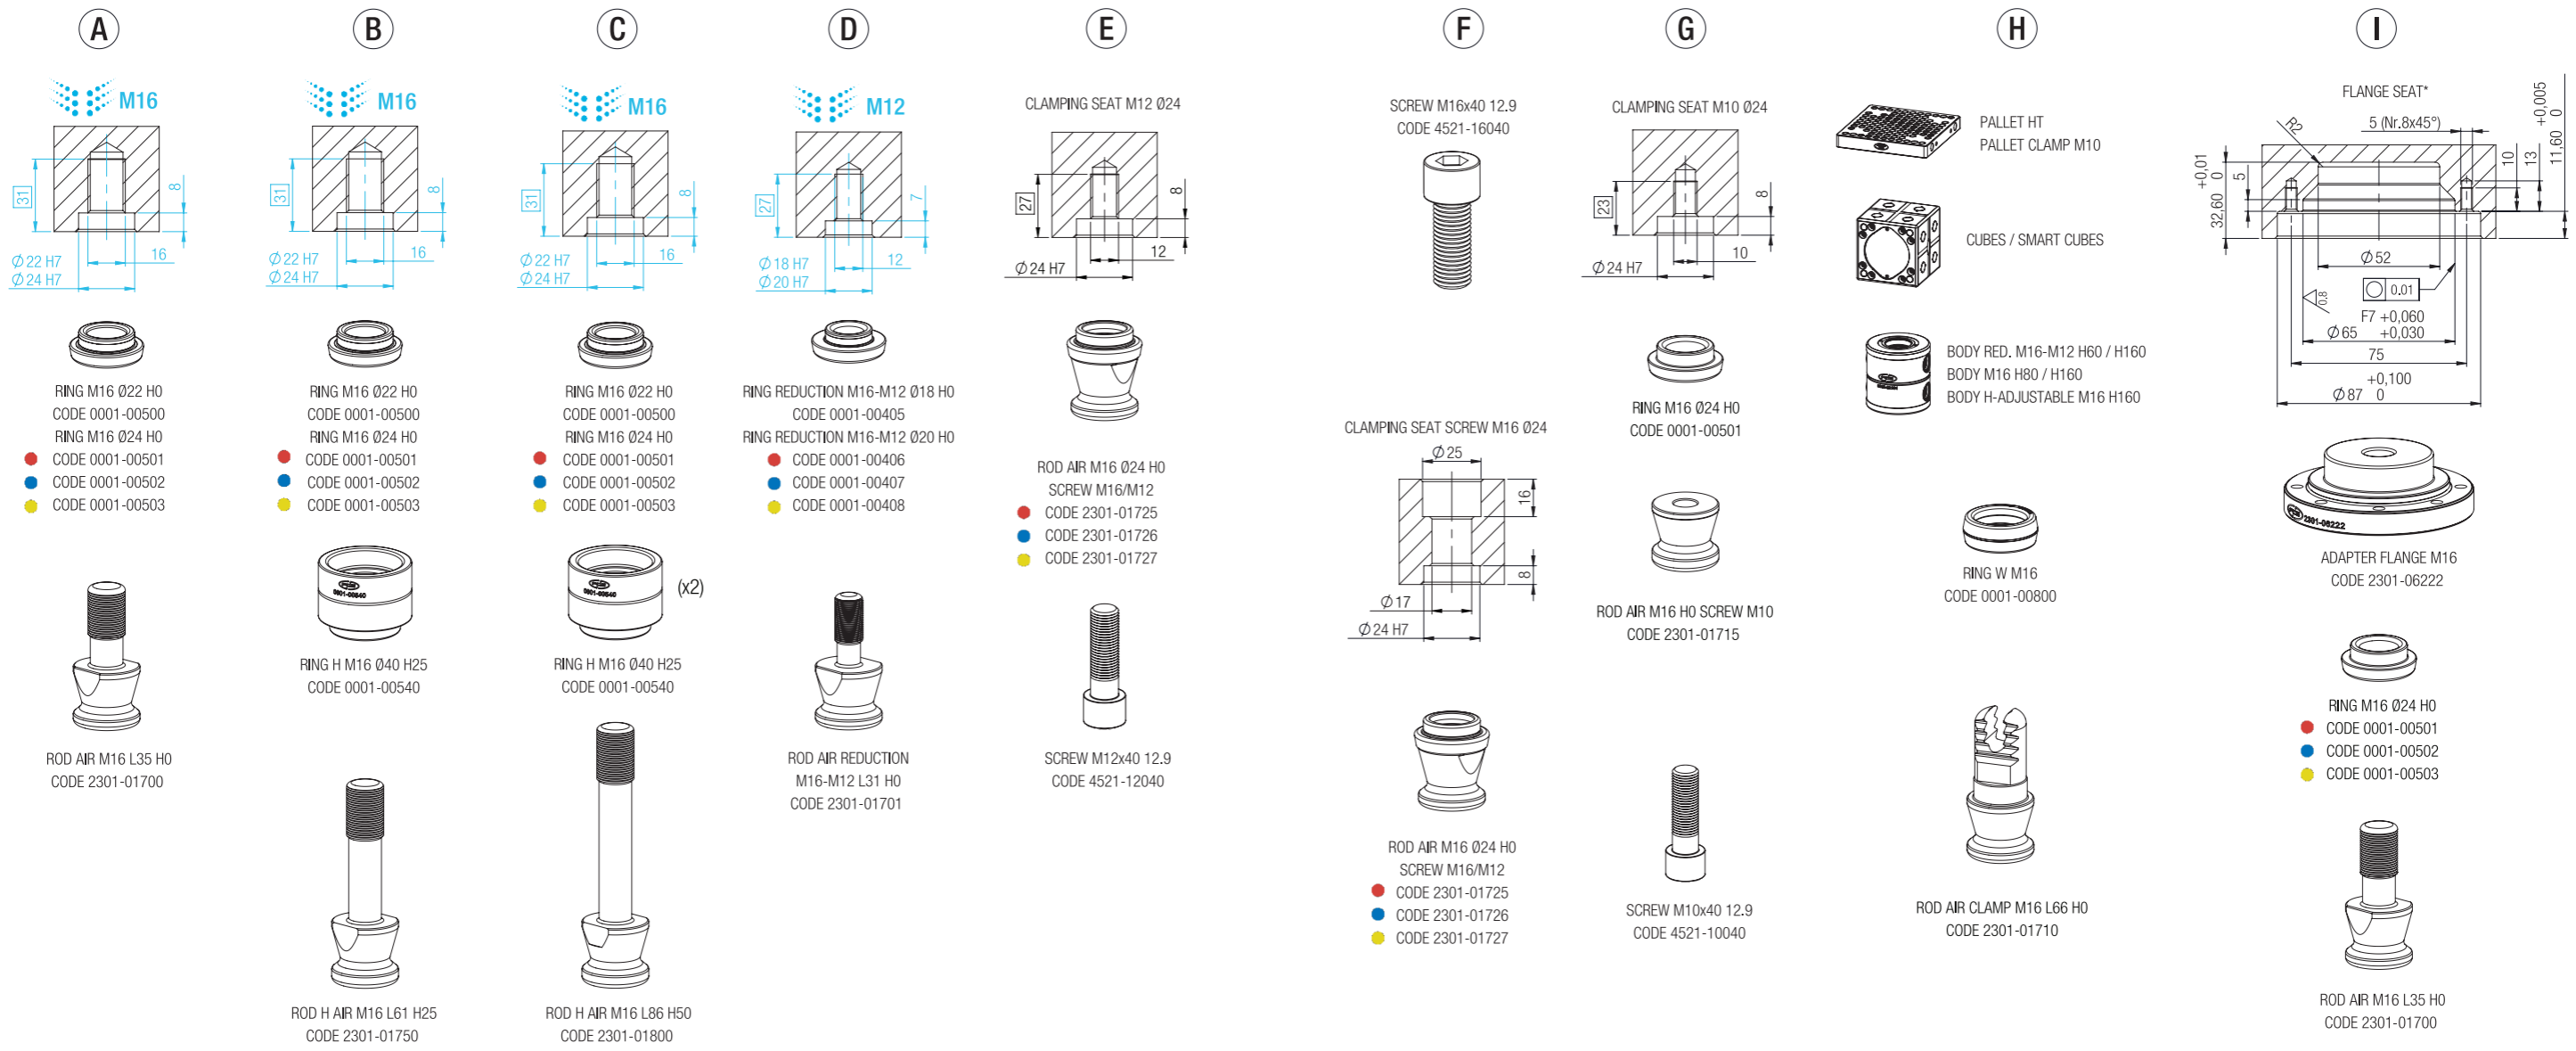 A
M16
31
8
16
Ø 22 H7
Ø 24 H7
RING M16 Ø22 H0
CODE 0001-00500
RING M16 Ø24 H0
CODE 0001-00501
CODE 0001-00502
CODE 0001-00503
ROD AIR M16 L35 H0
CODE 2301-01700
B
M16
31
8
16
Ø 22 H7
Ø 24 H7
RING M16 Ø22 H0
CODE 0001-00500
RING M16 Ø24 H0
CODE 0001-00501
CODE 0001-00502
CODE 0001-00503
0001-00540
RING H M16 Ø40 H25
CODE 0001-00540
ROD H AIR M16 L61 H25
CODE 2301-01750
C
M16
31
8
16
Ø 22 H7
Ø 24 H7
RING M16 Ø22 H0
CODE 0001-00500
RING M16 Ø24 H0
CODE 0001-00501
CODE 0001-00502
CODE 0001-00503
0001-00540
(x2)
RING H M16 Ø40 H25
CODE 0001-00540
ROD H AIR M16 L86 H50
CODE 2301-01800
D
M12
27
7
12
Ø 18 H7
Ø 20 H7
RING REDUCTION M16-M12 Ø18 H0
CODE 0001-00405
RING REDUCTION M16-M12 Ø20 H0
CODE 0001-00406
CODE 0001-00407
CODE 0001-00408
ROD AIR REDUCTION
M16-M12 L31 H0
CODE 2301-01701
E
CLAMPING SEAT M12 Ø24
27
8
12
Ø 24 H7
ROD AIR M16 Ø24 H0
SCREW M16/M12
CODE 2301-01725
CODE 2301-01726
CODE 2301-01727
SCREW M12x40 12.9
CODE 4521-12040
F
SCREW M16x40 12.9
CODE 4521-16040
CLAMPING SEAT SCREW M16 Ø24
Ø 25
16
8
Ø 17
Ø 24 H7
ROD AIR M16 Ø24 H0
SCREW M16/M12
CODE 2301-01725
CODE 2301-01726
CODE 2301-01727
G
CLAMPING SEAT M10 Ø24
23
8
10
Ø 24 H7
RING M16 Ø24 H0
CODE 0001-00501
ROD AIR M16 H0 SCREW M10
CODE 2301-01715
SCREW M10x40 12.9
CODE 4521-10040
H
PALLET HT
PALLET CLAMP M10
CUBES / SMART CUBES
BODY RED. M16-M12 H60 / H160
BODY M16 H80 / H160
BODY H-ADJUSTABLE M16 H160
RING W M16
CODE 0001-00800
ROD AIR CLAMP M16 L66 H0
CODE 2301-01710
I
FLANGE SEAT*
R2
5 (Nr.8x45°)
+0,01
32,60 0
5
10
13
+0,005
11,60 0
Ø 52
0.8
0.01
F7 +0,060
Ø 65 +0,030
75
+0,100
Ø 87 0
2301-06222
ADAPTER FLANGE M16
CODE 2301-06222
RING M16 Ø24 H0
CODE 0001-00501
CODE 0001-00502
CODE 0001-00503
ROD AIR M16 L35 H0
CODE 2301-01700